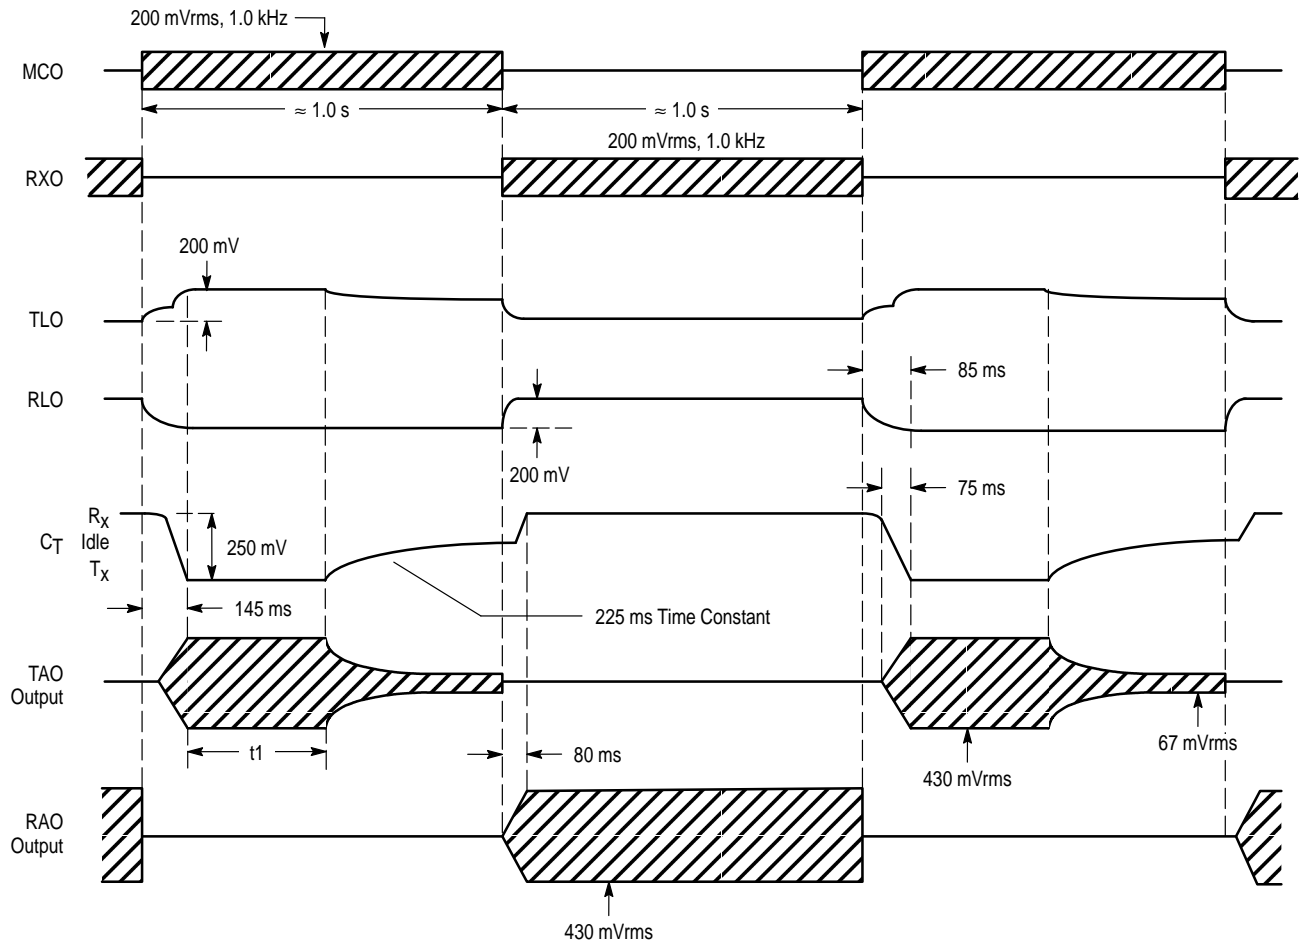 200 mVrms, 1.0 kHz
MCO
≈ 1.0 s
≈ 1.0 s
200 mVrms, 1.0 kHz
RXO
200 mV
TLO
85 ms
RLO
200 mV
75 ms
Rx
CT Idle
Tx
250 mV
145 ms
225 ms Time Constant
TAO
Output
t1
80 ms
67 mVrms
430 mVrms
RAO
Output
430 mVrms